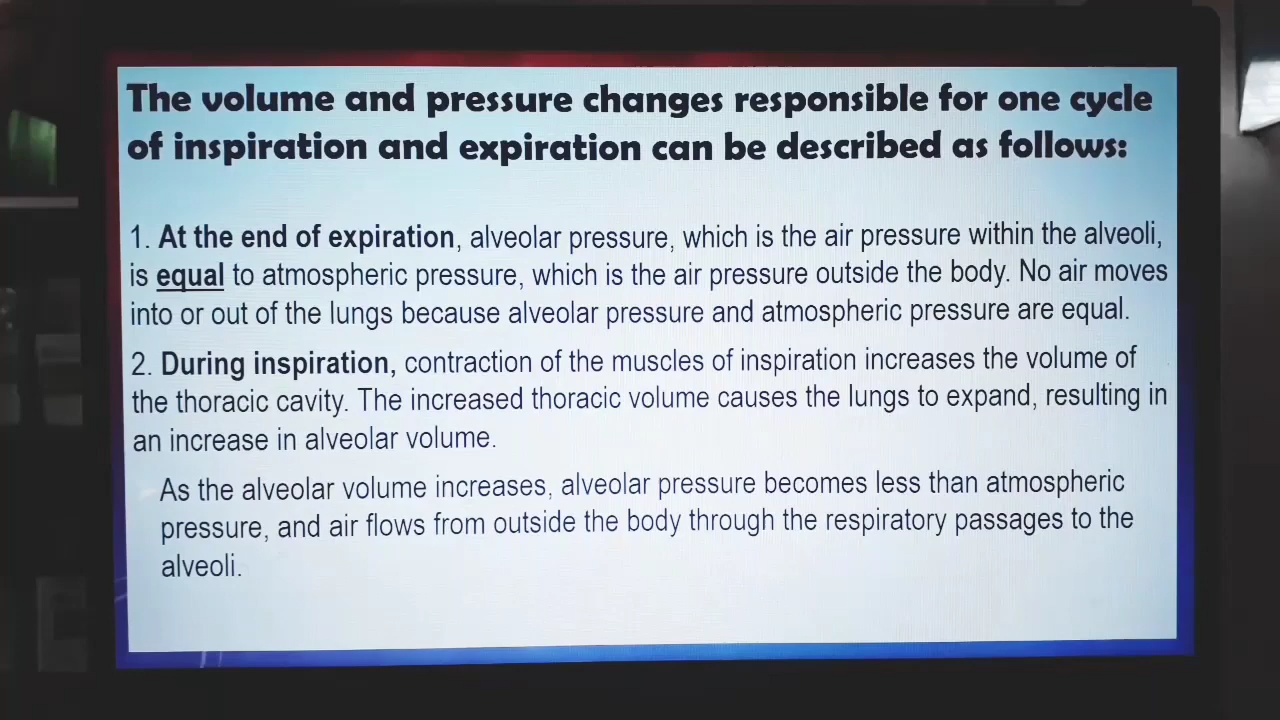 The volume and pressure changes responsible for one cycle
of inspiration and expiration can be described as follows:
1. At the end of expiration, alveolar pressure, which is the air pressure within the alveoli,
is equal to atmospheric pressure, which is the air pressure outside the body. No air moves
into or out of the lungs because alveolar pressure and atmospheric pressure are equal.
2. During inspiration, contraction of the muscles of inspiration increases the volume of
the thoracic cavity. The increased thoracic volume causes the lungs to expand, resulting in
an increase in alveolar volume.
As the alveolar volume increases, alveolar pressure becomes less than atmospheric
pressure, and air flows from outside the body through the respiratory passages to the
alveoli.